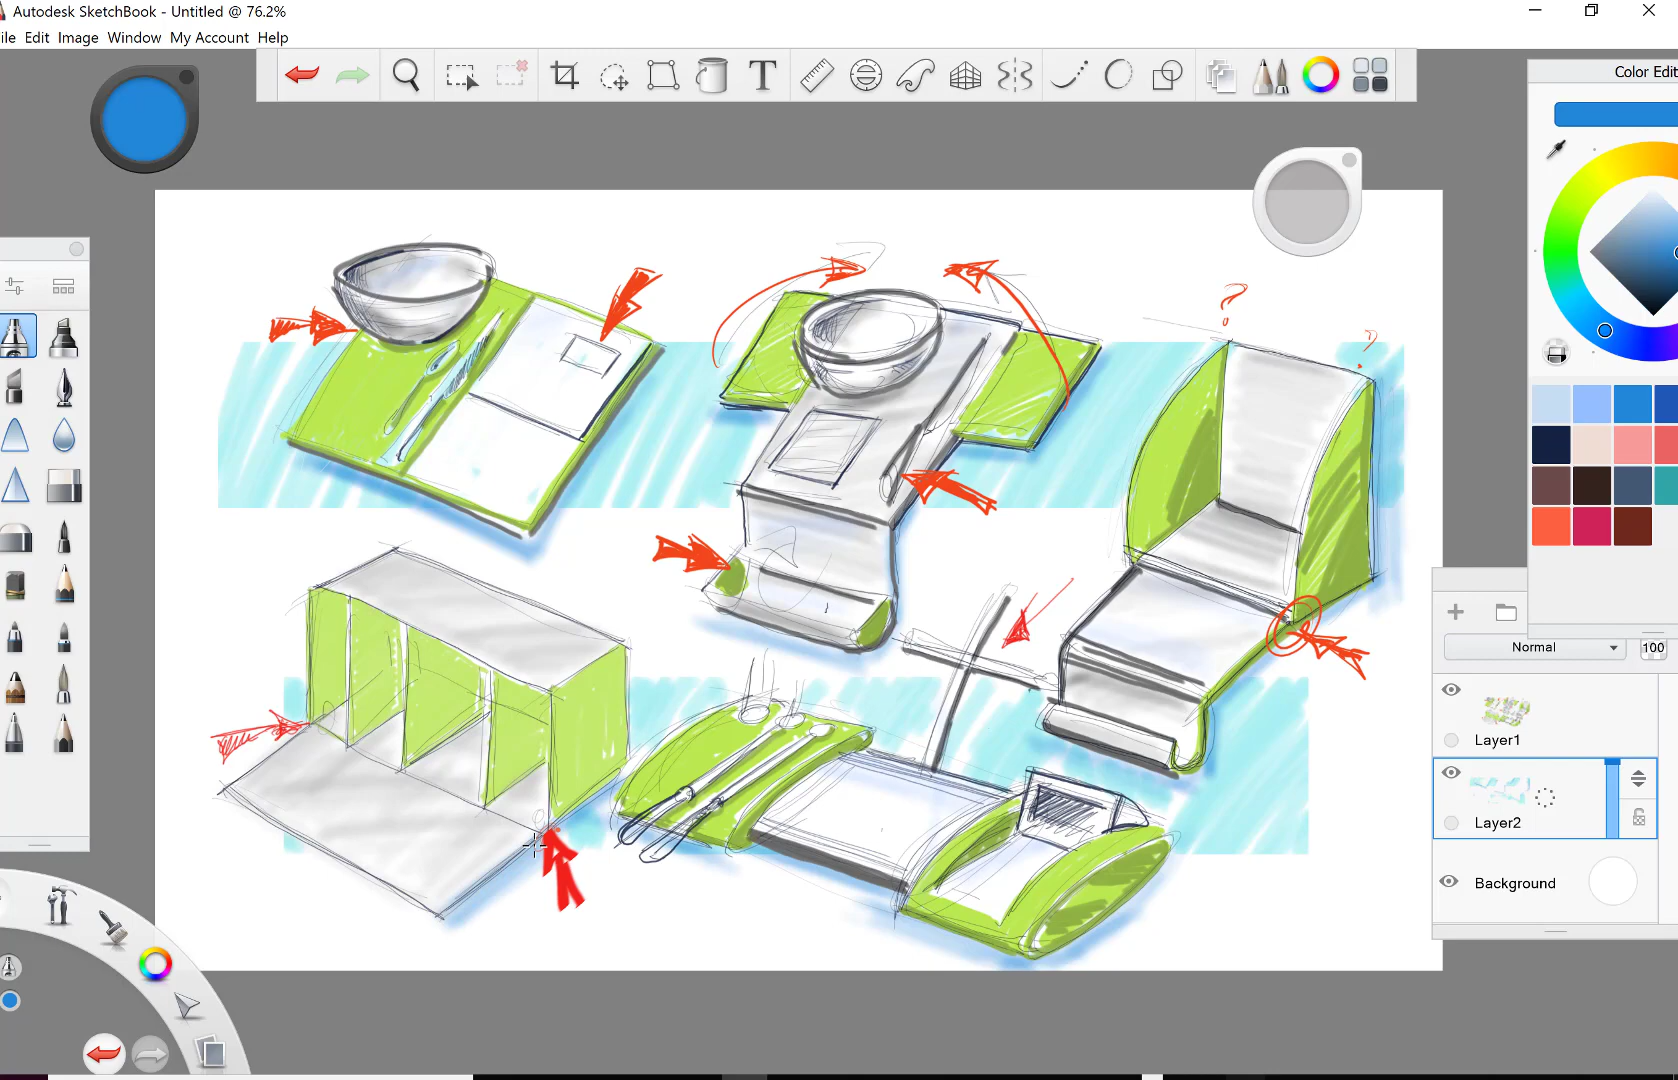 Autodesk SketchBook - Untitled @ 76.2%
ile Edit Image Window My Account Help
T
Color Edit
?
?
Normal
100
Layer1
Layer2
Background